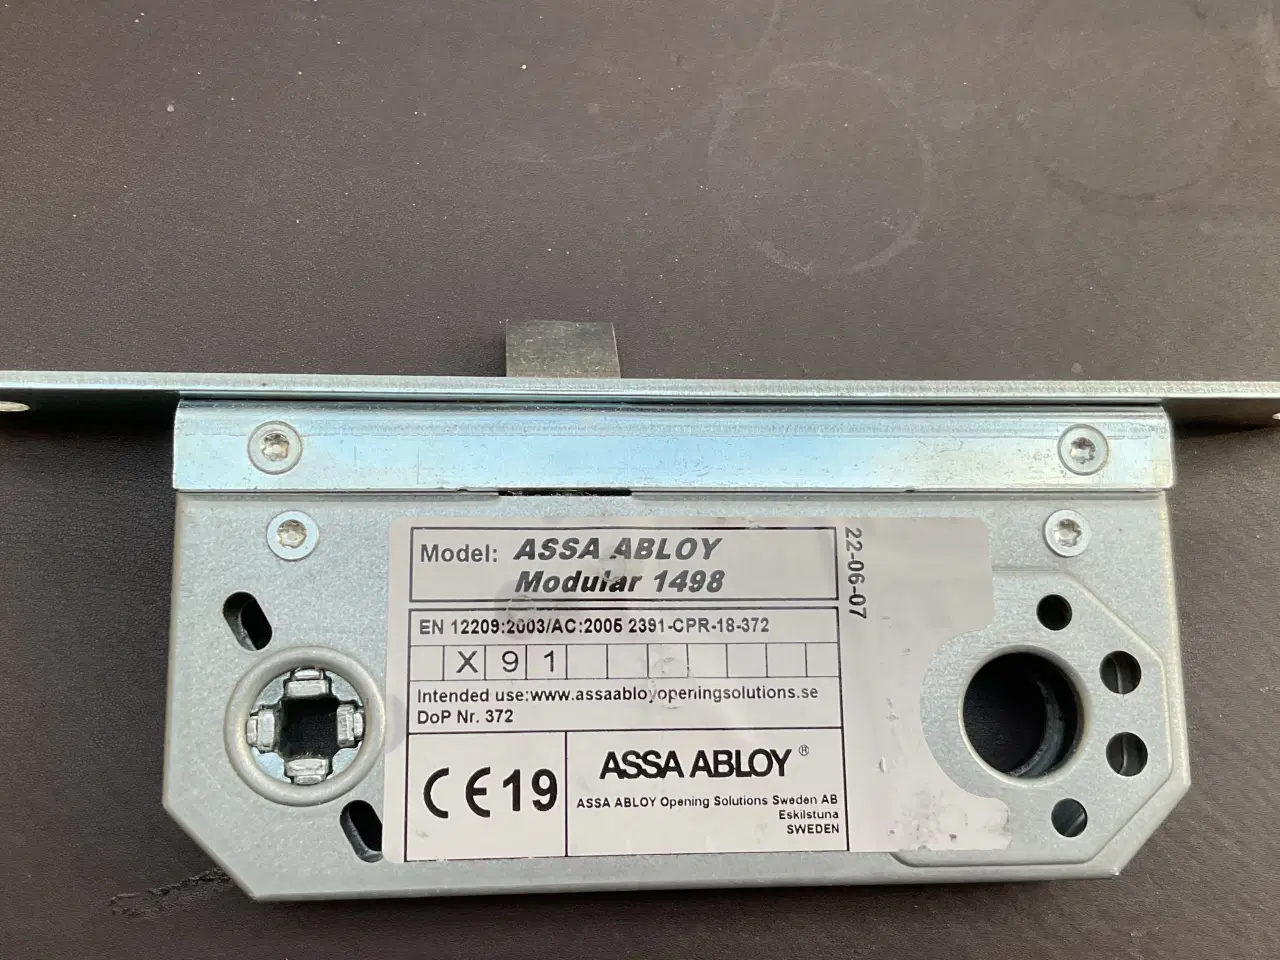 Model: ASSA ABLOY
Modular 1498
22-06-07
EN 12209:2003/AC:2005 2391-CPR-18-372
X 9 1
Intended use:www.assaabloyopeningsolutions.se
DoP Nr. 372
CE 19
ASSA ABLOY®
ASSA ABLOY Opening Solutions Sweden AB
Eskilstuna
SWEDEN